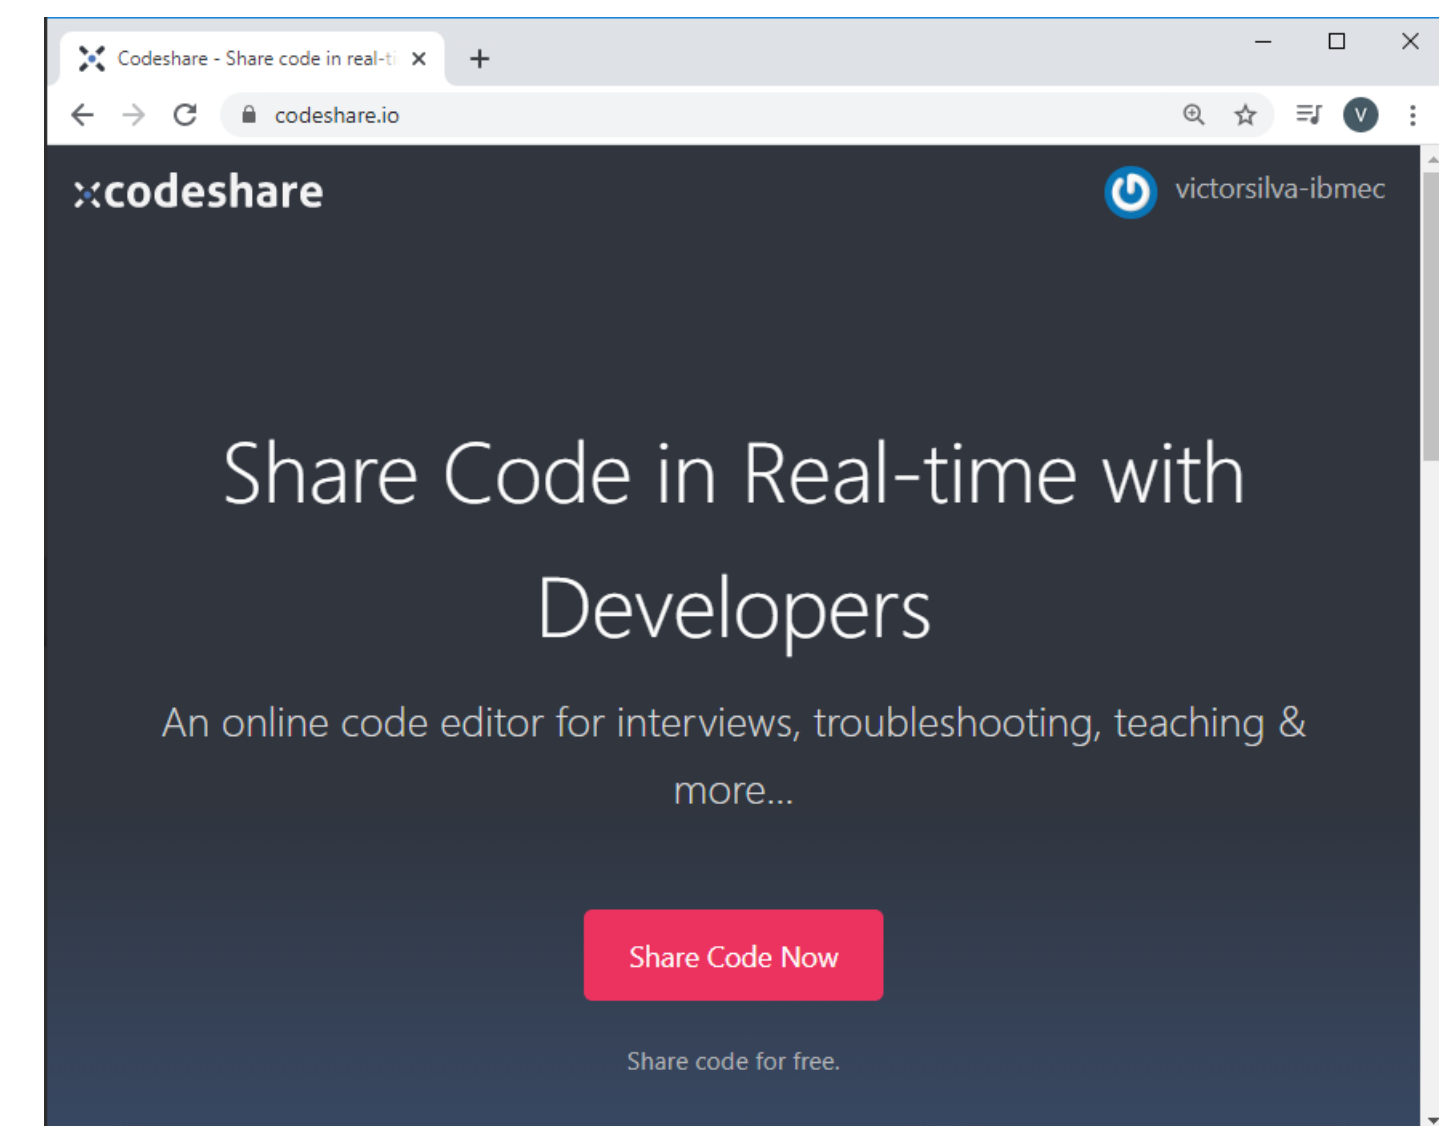 Codeshare - Share code in real-ti
codeshare.io
V
codeshare
victorsilva-ibmec
Share Code in Real-time with
Developers
An online code editor for interviews, troubleshooting, teaching &
more...
Share Code Now
Share code for free.